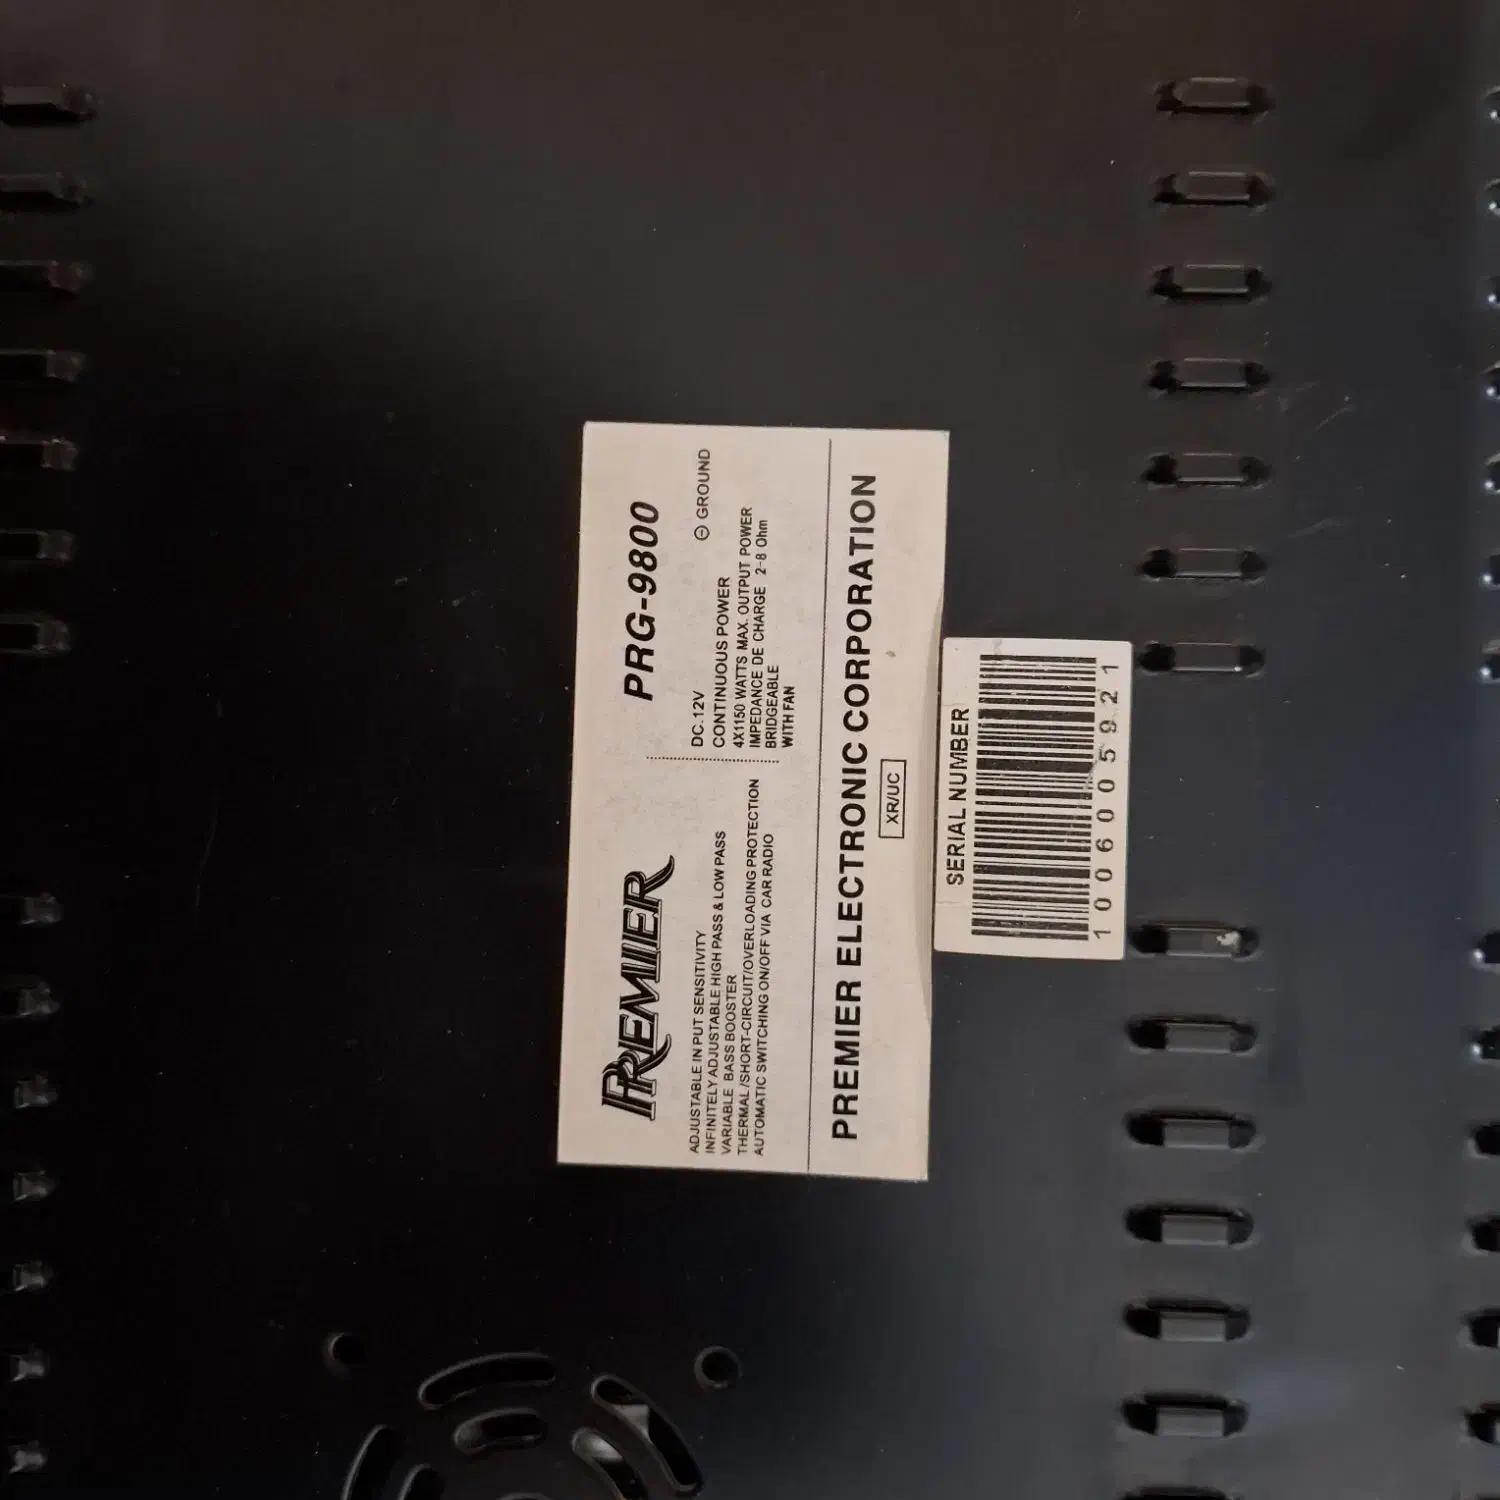 PREMIER
ADJUSTABLE IN PUT SENSITIVITY
INFINITELY ADJUSTABLE HIGH PASS & LOW PASS
VARIABLE BASS BOOSTER
THERMAL /SHORT-CIRCUIT/OVERLOADING PROTECTION
AUTOMATIC SWITCHING ON/OFF VIA CAR RADIO
PRG-9800
DC.12V ⊖ GROUND
CONTINUOUS POWER
4X1150 WATTS MAX. OUTPUT POWER
IMPEDANCE DE CHARGE 2-8 Ohm
BRIDGEABLE
WITH FAN
PREMIER ELECTRONIC CORPORATION
XR/UC
SERIAL NUMBER
1006005921